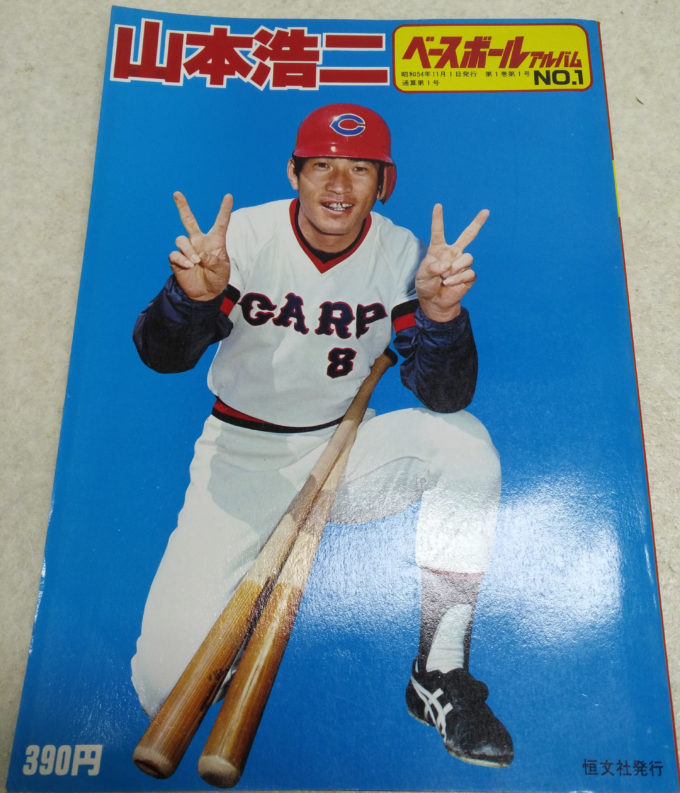 山本浩二
ベースボールアルバム
NO.1
昭和54年11月1日発行 第1巻第1号
通算第1号
C
CARP
8
390円
恒文社発行